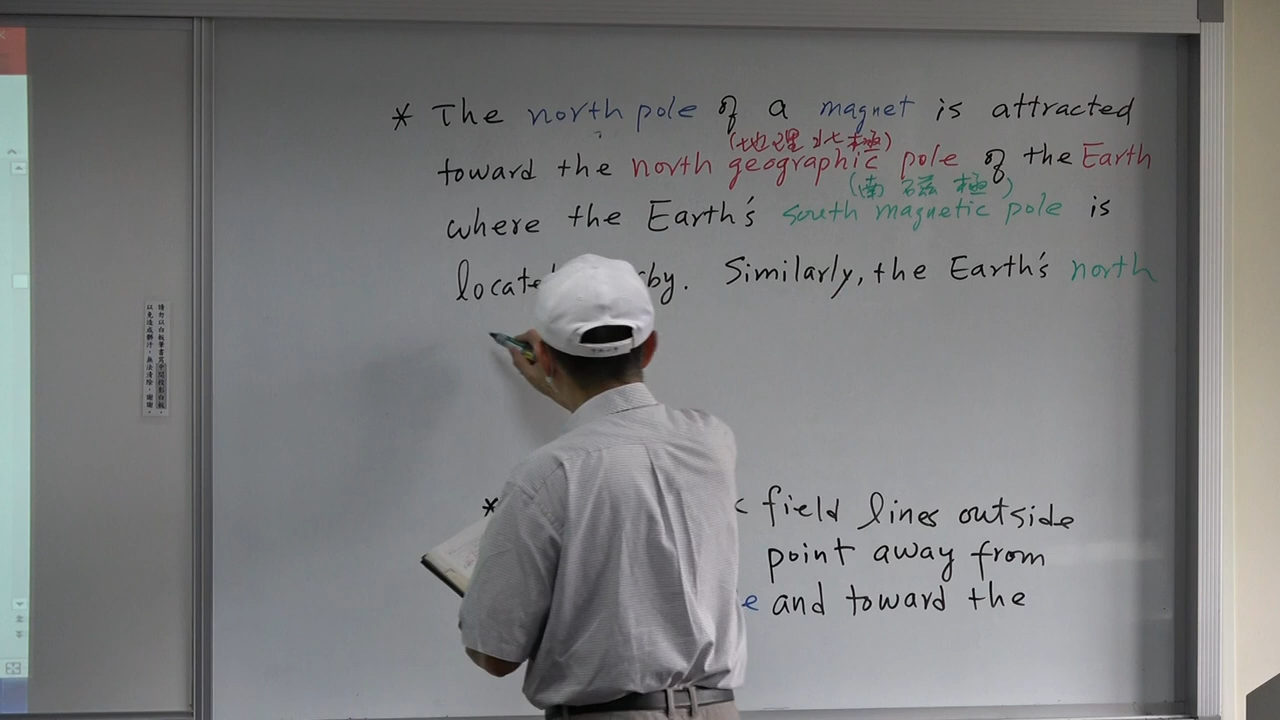 * The north pole of a magnet is attracted
(地理北極)
toward the north geographic pole of the Earth
(南磁極)
where the Earth's south magnetic pole is
by. Similarly, the Earth's north
* field lines outside
point away from
and toward the